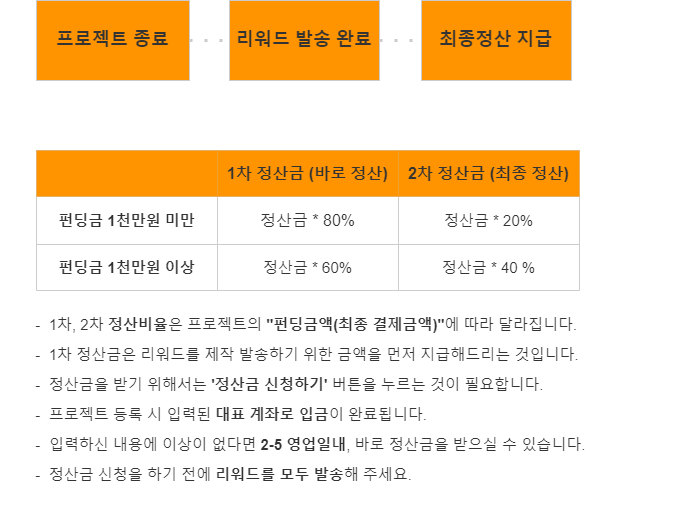 프로젝트 종료 · · · 리워드 발송 완료 · · · 최종정산 지급
1차 정산금 (바로 정산) 2차 정산금 (최종 정산)
펀딩금 1천만원 미만 정산금 * 80% 정산금 * 20%
펀딩금 1천만원 이상 정산금 * 60% 정산금 * 40 %
- 1차, 2차 정산비율은 프로젝트의 "펀딩금액(최종 결제금액)"에 따라 달라집니다.
- 1차 정산금은 리워드를 제작 발송하기 위한 금액을 먼저 지급해드리는 것입니다.
- 정산금을 받기 위해서는 '정산금 신청하기' 버튼을 누르는 것이 필요합니다.
- 프로젝트 등록 시 입력된 대표 계좌로 입금이 완료됩니다.
- 입력하신 내용에 이상이 없다면 2-5 영업일내, 바로 정산금을 받으실 수 있습니다.
- 정산금 신청을 하기 전에 리워드를 모두 발송해 주세요.